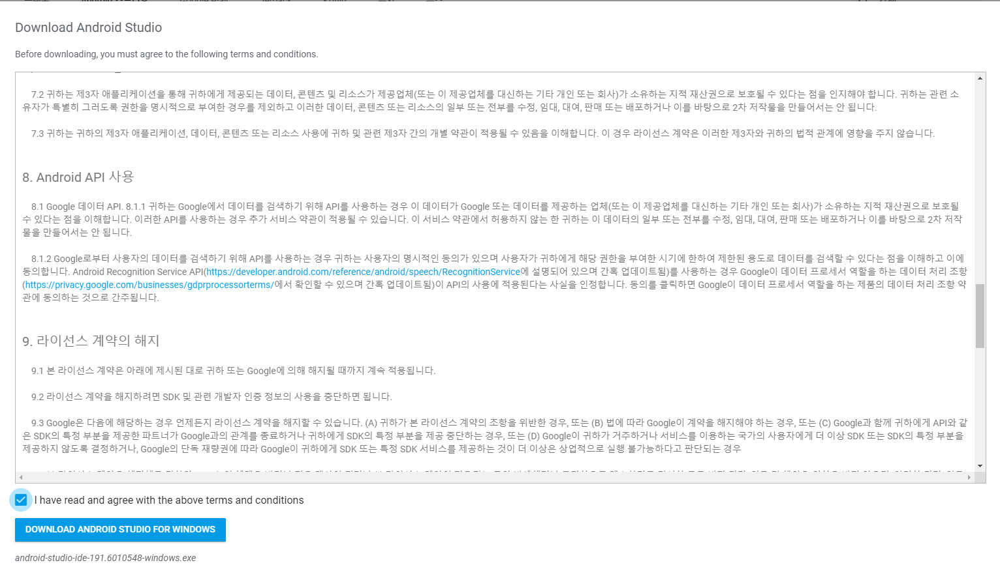 Download Android Studio
Before downloading, you must agree to the following terms and conditions.
7.2 귀하는 제3자 애플리케이션을 통해 귀하에게 제공되는 데이터, 콘텐츠 및 리소스가 제공업체(또는 이 제공업체를 대신하는 기타 개인 또는 회사)가 소유하는 지적 재산권으로 보호될 수 있다는 점을 인지해야 합니다. 귀하는 관련 소
유자가 특별히 그러도록 권한을 명시적으로 부여한 경우를 제외하고 이러한 데이터, 콘텐츠 또는 리소스의 일부 또는 전부를 수정, 임대, 대여, 판매 또는 배포하거나 이를 바탕으로 2차 저작물을 만들어서는 안 됩니다.
7.3 귀하는 귀하의 제3자 애플리케이션, 데이터, 콘텐츠 또는 리소스 사용에 귀하 및 관련 제3자 간의 개별 약관이 적용될 수 있음을 이해합니다. 이 경우 라이선스 계약은 이러한 제3자와 귀하의 법적 관계에 영향을 주지 않습니다.
8. Android API 사용
8.1 Google 데이터 API. 8.1.1 귀하는 Google에서 데이터를 검색하기 위해 API를 사용하는 경우 이 데이터가 Google 또는 데이터를 제공하는 업체(또는 이 제공업체를 대신하는 기타 개인 또는 회사)가 소유하는 지적 재산권으로 보호될
수 있다는 점을 이해합니다. 이러한 API를 사용하는 경우 추가 서비스 약관이 적용될 수 있습니다. 이 서비스 약관에서 허용하지 않는 한 귀하는 이 데이터의 일부 또는 전부를 수정, 임대, 대여, 판매 또는 배포하거나 이를 바탕으로 2차 저작
물을 만들어서는 안 됩니다.
8.1.2 Google로부터 사용자의 데이터를 검색하기 위해 API를 사용하는 경우 귀하는 사용자의 명시적인 동의가 있으며 사용자가 귀하에게 해당 권한을 부여한 시기에 한하여 제한된 용도로 데이터를 검색할 수 있다는 점을 이해하고 이에
동의합니다. Android Recognition Service API(https://developer.android.com/reference/android/speech/RecognitionService에 설명되어 있으며 간혹 업데이트됨)를 사용하는 경우 Google이 데이터 프로세서 역할을 하는 데이터 처리 조항
(https://privacy.google.com/businesses/gdprprocessorterms/에서 확인할 수 있으며 간혹 업데이트됨)이 API의 사용에 적용된다는 사실을 인정합니다. 동의를 클릭하면 Google이 데이터 프로세서 역할을 하는 제품의 데이터 처리 조항 약
관에 동의하는 것으로 간주됩니다.
9. 라이선스 계약의 해지
9.1 본 라이선스 계약은 아래에 제시된 대로 귀하 또는 Google에 의해 해지될 때까지 계속 적용됩니다.
9.2 라이선스 계약을 해지하려면 SDK 및 관련 개발자 인증 정보의 사용을 중단하면 됩니다.
9.3 Google은 다음에 해당하는 경우 언제든지 라이선스 계약을 해지할 수 있습니다. (A) 귀하가 본 라이선스 계약의 조항을 위반한 경우, 또는 (B) 법에 따라 Google이 계약을 해지해야 하는 경우, 또는 (C) Google과 함께 귀하에게 API와 같
은 SDK의 특정 부분을 제공한 파트너가 Google과의 관계를 종료하거나 귀하에게 SDK의 특정 부분을 제공 중단하는 경우, 또는 (D) Google이 귀하가 거주하거나 서비스를 이용하는 국가의 사용자에게 더 이상 SDK 또는 SDK의 특정 부분을
제공하지 않도록 결정하거나, Google의 단독 재량권에 따라 Google이 귀하에게 SDK 또는 특정 SDK 서비스를 제공하는 것이 더 이상은 상업적으로 실행 불가능하다고 판단되는 경우
I have read and agree with the above terms and conditions
DOWNLOAD ANDROID STUDIO FOR WINDOWS
android-studio-ide-191.6010548-windows.exe